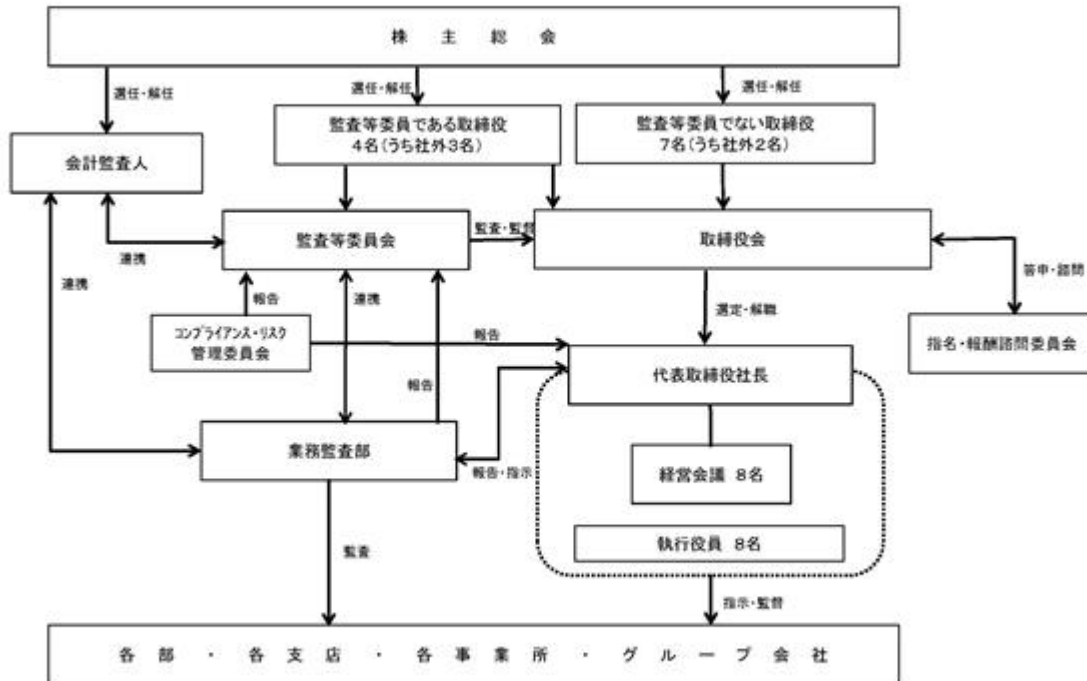 株主総会
選任・解任
選任・解任
選任・解任
監査等委員である取締役
4名(うち社外3名)
監査等委員でない取締役
7名(うち社外2名)
会計監査人
監査等委員会
監査・監督
取締役会
連携
連携
報告
連携
選定・解職
答申・諮問
コンプライアンス・リスク
管理委員会
報告
指名・報酬諮問委員会
代表取締役社長
報告
業務監査部
報告・指示
経営会議 8名
執行役員 8名
監査
指示・監督
各部・各支店・各事業所・グループ会社